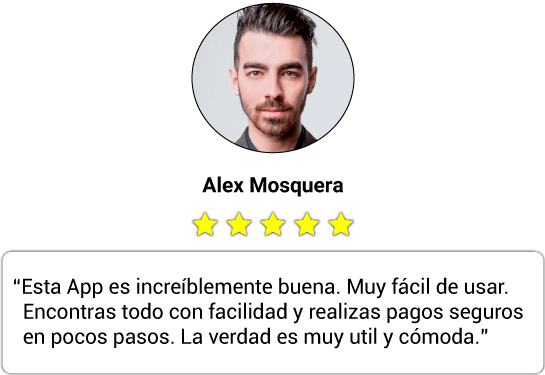 Alex Mosquera
“Esta App es increíblemente buena. Muy fácil de usar.
Encontras todo con facilidad y realizas pagos seguros
en pocos pasos. La verdad es muy util y cómoda.”